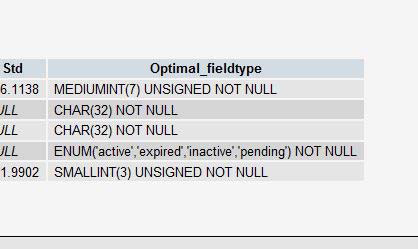 Std Optimal_fieldtype
6.1138 MEDIUMINT(7) UNSIGNED NOT NULL
ULL CHAR(32) NOT NULL
ULL CHAR(32) NOT NULL
ULL ENUM('active','expired','inactive','pending') NOT NULL
1.9902 SMALLINT(3) UNSIGNED NOT NULL